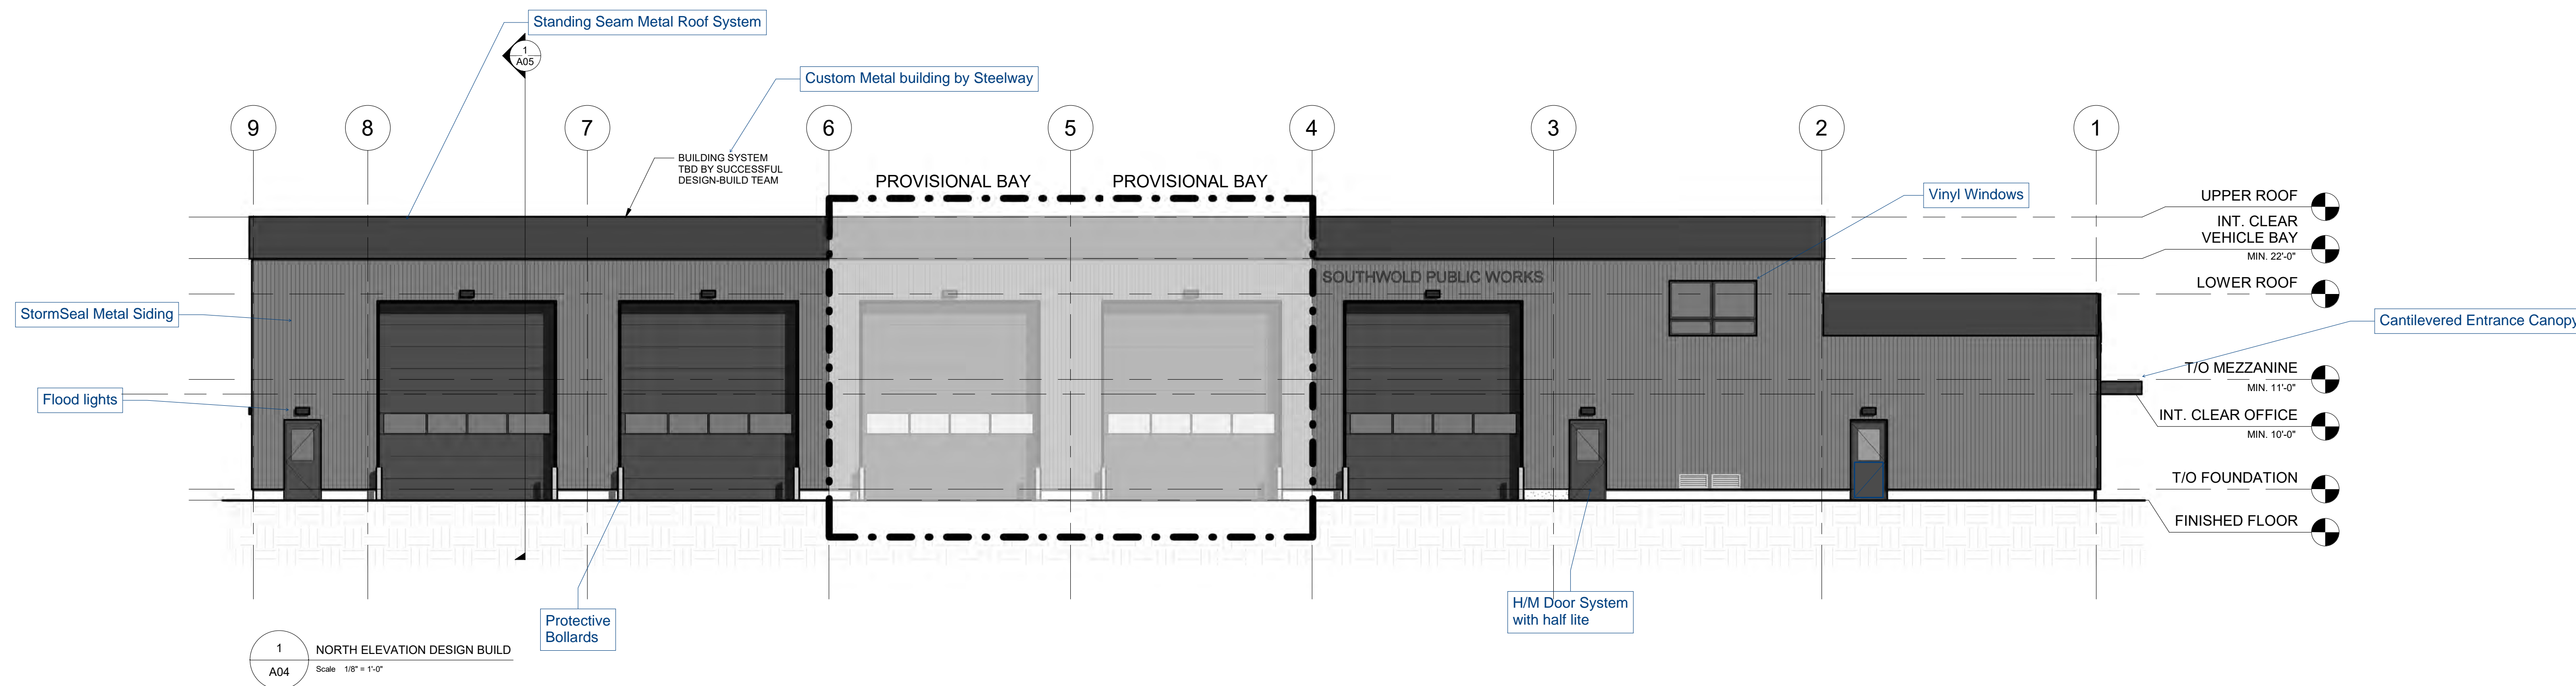 Standing Seam Metal Roof System
1
A05
Custom Metal building by Steelway
9
8
7
6
5
4
3
2
1
BUILDING SYSTEM
TBD BY SUCCESSFUL
DESIGN-BUILD TEAM
PROVISIONAL BAY
PROVISIONAL BAY
Vinyl Windows
UPPER ROOF
INT. CLEAR
VEHICLE BAY
MIN. 22'-0"
SOUTHWOLD PUBLIC WORKS
LOWER ROOF
StormSeal Metal Siding
Cantilevered Entrance Canopy
T/O MEZZANINE
MIN. 11'-0"
Flood lights
INT. CLEAR OFFICE
MIN. 10'-0"
T/O FOUNDATION
FINISHED FLOOR
Protective
Bollards
H/M Door System
with half lite
1
A04
NORTH ELEVATION DESIGN BUILD
Scale 1/8" = 1'-0"